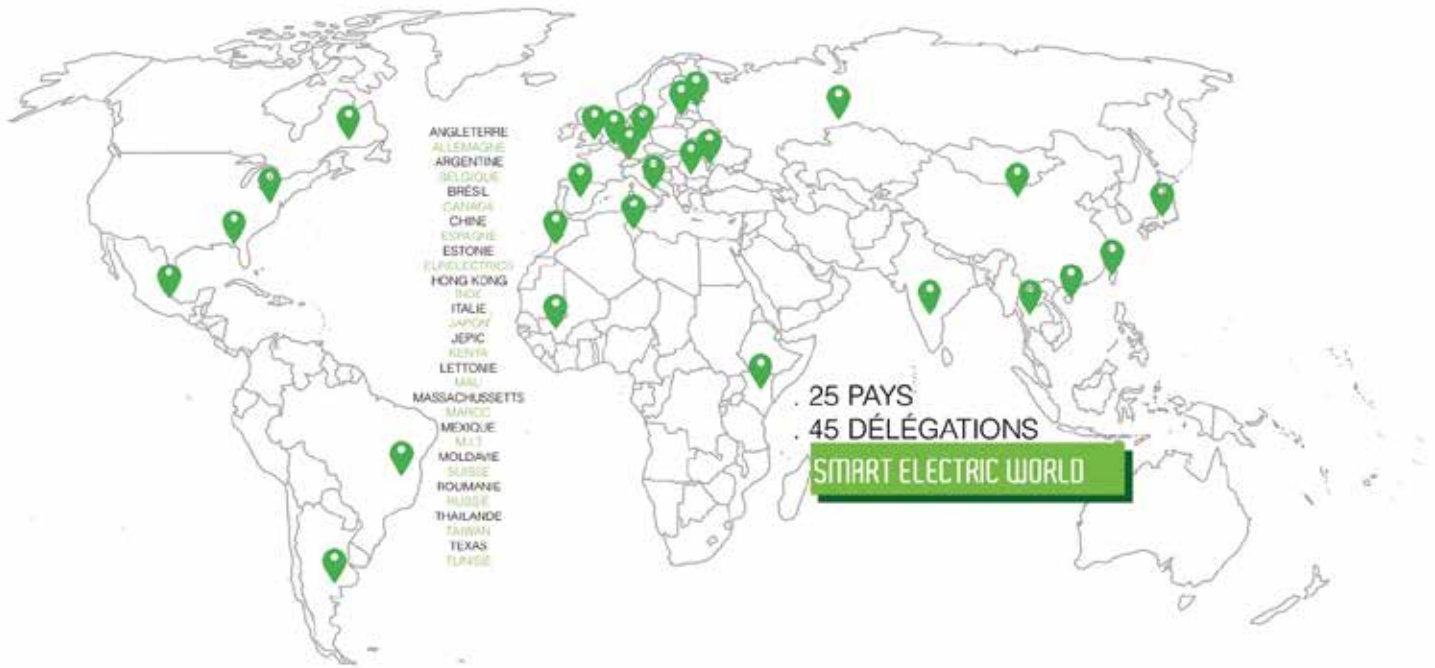 ANGLETERRE
ALLEMAGNE
ARGENTINE
BELGIQUE
BRÉSIL
CANADA
CHINE
ESPAGNE
ESTONIE
EURELECTRICS
HONG KONG
INDE
ITALIE
JAPON
JEPIC
KENYA
LETTONIE
MALI
MASSACHUSSETTS
MAROC
MEXIQUE
M.I.T
MOLDAVIE
SUISSE
ROUMANIE
RUSSIE
THAILANDE
TAIWAN
TEXAS
TUNISIE
. 25 PAYS
. 45 DÉLÉGATIONS
SMART ELECTRIC WORLD